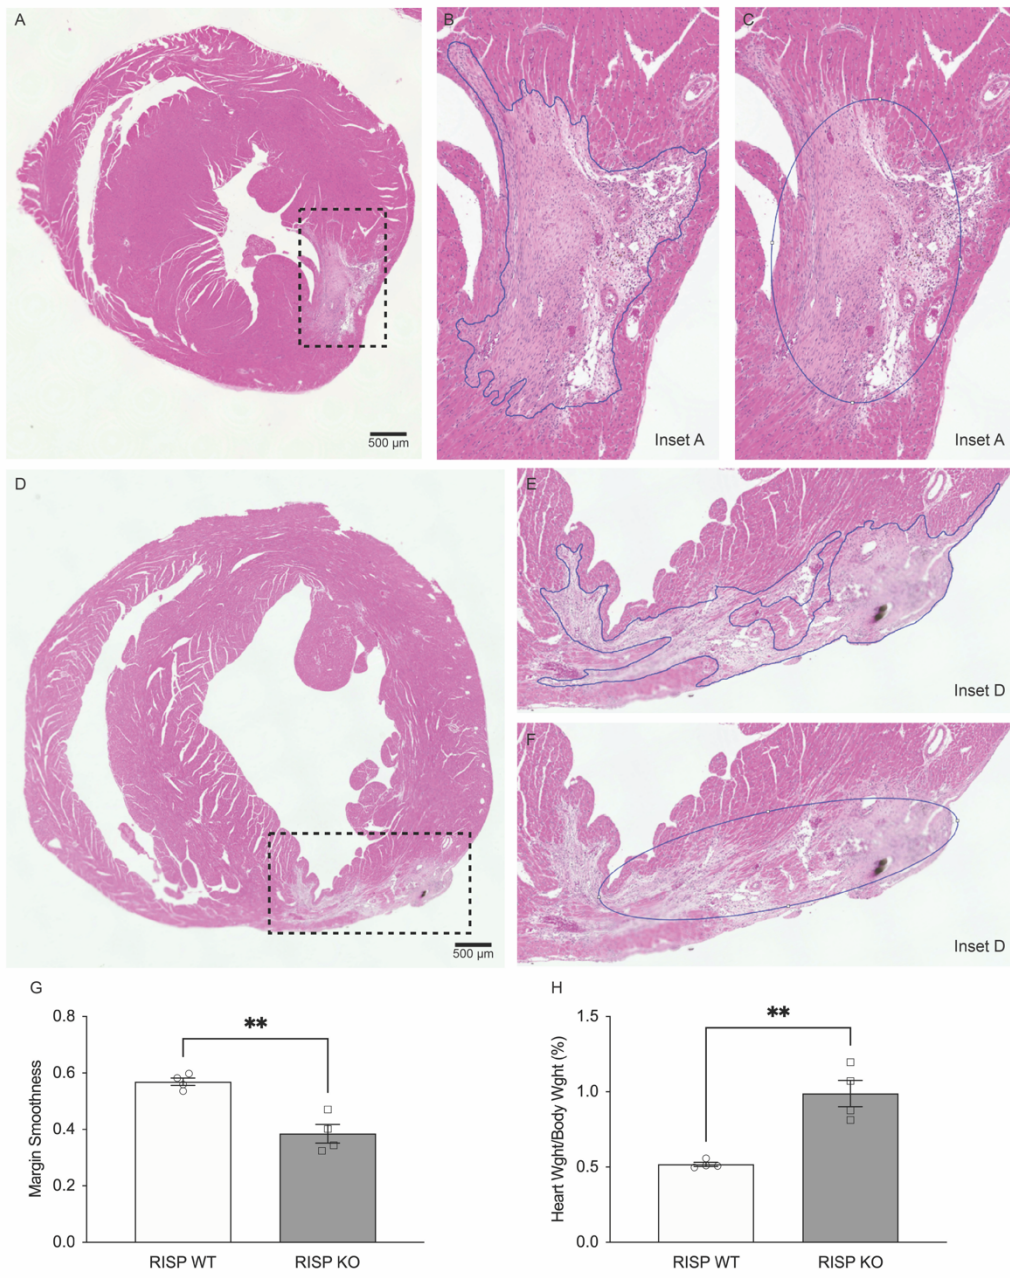 A
B
C
500 µm
Inset A
Inset A
D
E
Inset D
F
500 µm
Inset D
G
H
0.8
**
0.6
0.4
0.2
0.0
Margin Smoothness
RISP WT
RISP KO
1.5
**
1.0
0.5
0.0
Heart Wght/Body Wght (%)
RISP WT
RISP KO